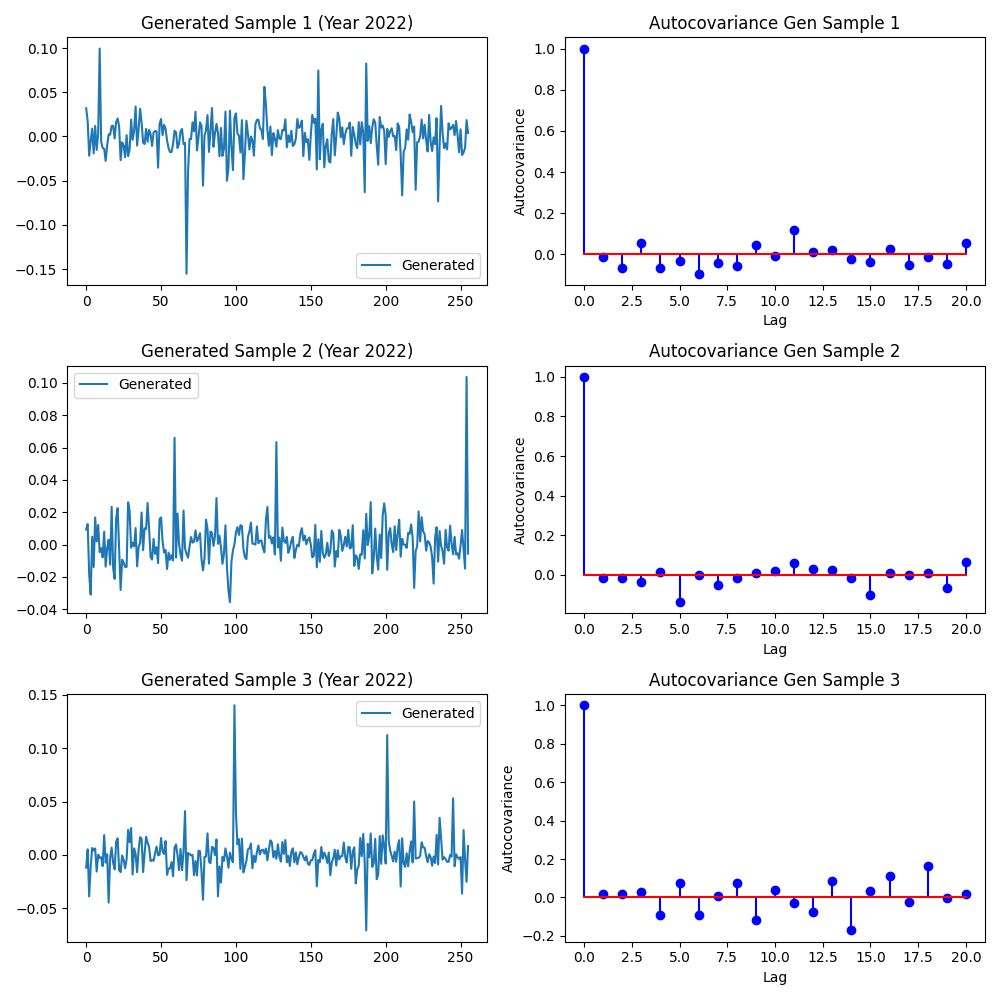 Generated Sample 1 (Year 2022)
0.10
0.05
0.00
−0.05
−0.10
−0.15
0 50 100 150 200 250
Generated
Autocovariance Gen Sample 1
Autocovariance
1.0
0.8
0.6
0.4
0.2
0.0
0.0 2.5 5.0 7.5 10.0 12.5 15.0 17.5 20.0
Lag
Generated Sample 2 (Year 2022)
Generated
0.10
0.08
0.06
0.04
0.02
0.00
−0.02
−0.04
0 50 100 150 200 250
Autocovariance Gen Sample 2
Autocovariance
1.0
0.8
0.6
0.4
0.2
0.0
0.0 2.5 5.0 7.5 10.0 12.5 15.0 17.5 20.0
Lag
Generated Sample 3 (Year 2022)
Generated
0.15
0.10
0.05
0.00
−0.05
0 50 100 150 200 250
Autocovariance Gen Sample 3
Autocovariance
1.0
0.8
0.6
0.4
0.2
0.0
−0.2
0.0 2.5 5.0 7.5 10.0 12.5 15.0 17.5 20.0
Lag